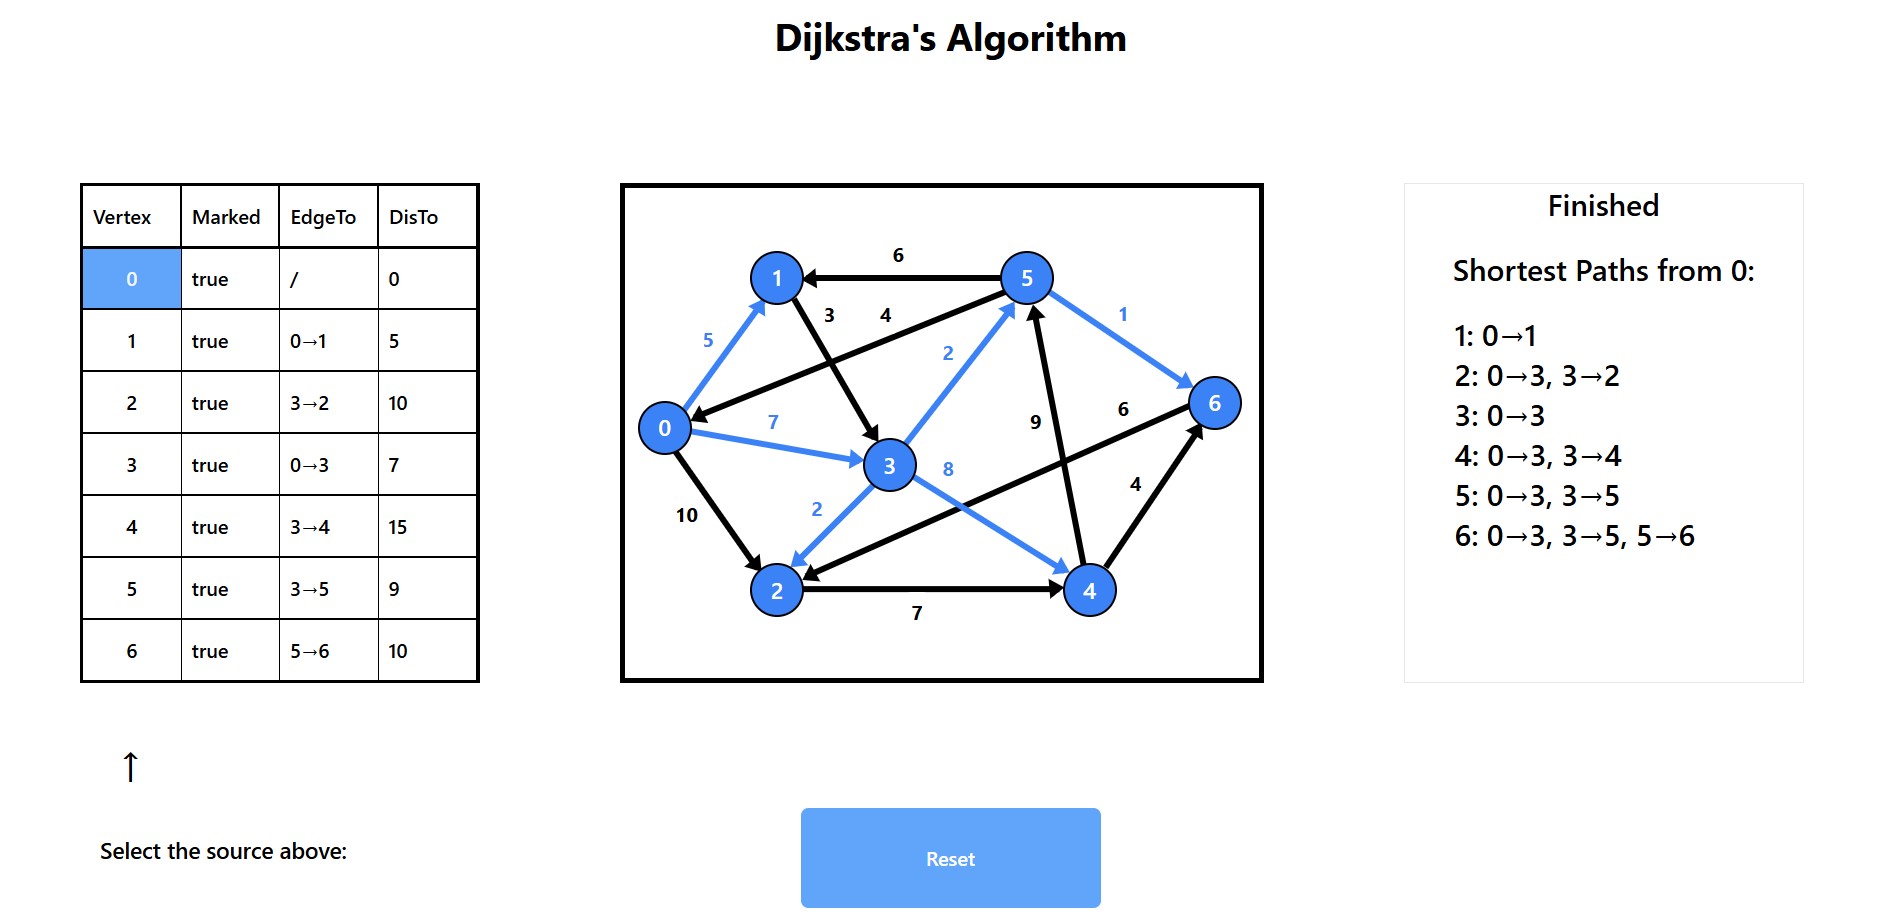 Dijkstra's Algorithm
Vertex Marked EdgeTo DisTo
0 true / 0
1 true 0→1 5
2 true 3→2 10
3 true 0→3 7
4 true 3→4 15
5 true 3→5 9
6 true 5→6 10
↑
Select the source above:
6
1 5
3 4 1
5 2
7 6 9
0 6
3 8
2 4
10
2 4
7
Reset
Finished
Shortest Paths from 0:
1: 0→1
2: 0→3, 3→2
3: 0→3
4: 0→3, 3→4
5: 0→3, 3→5
6: 0→3, 3→5, 5→6